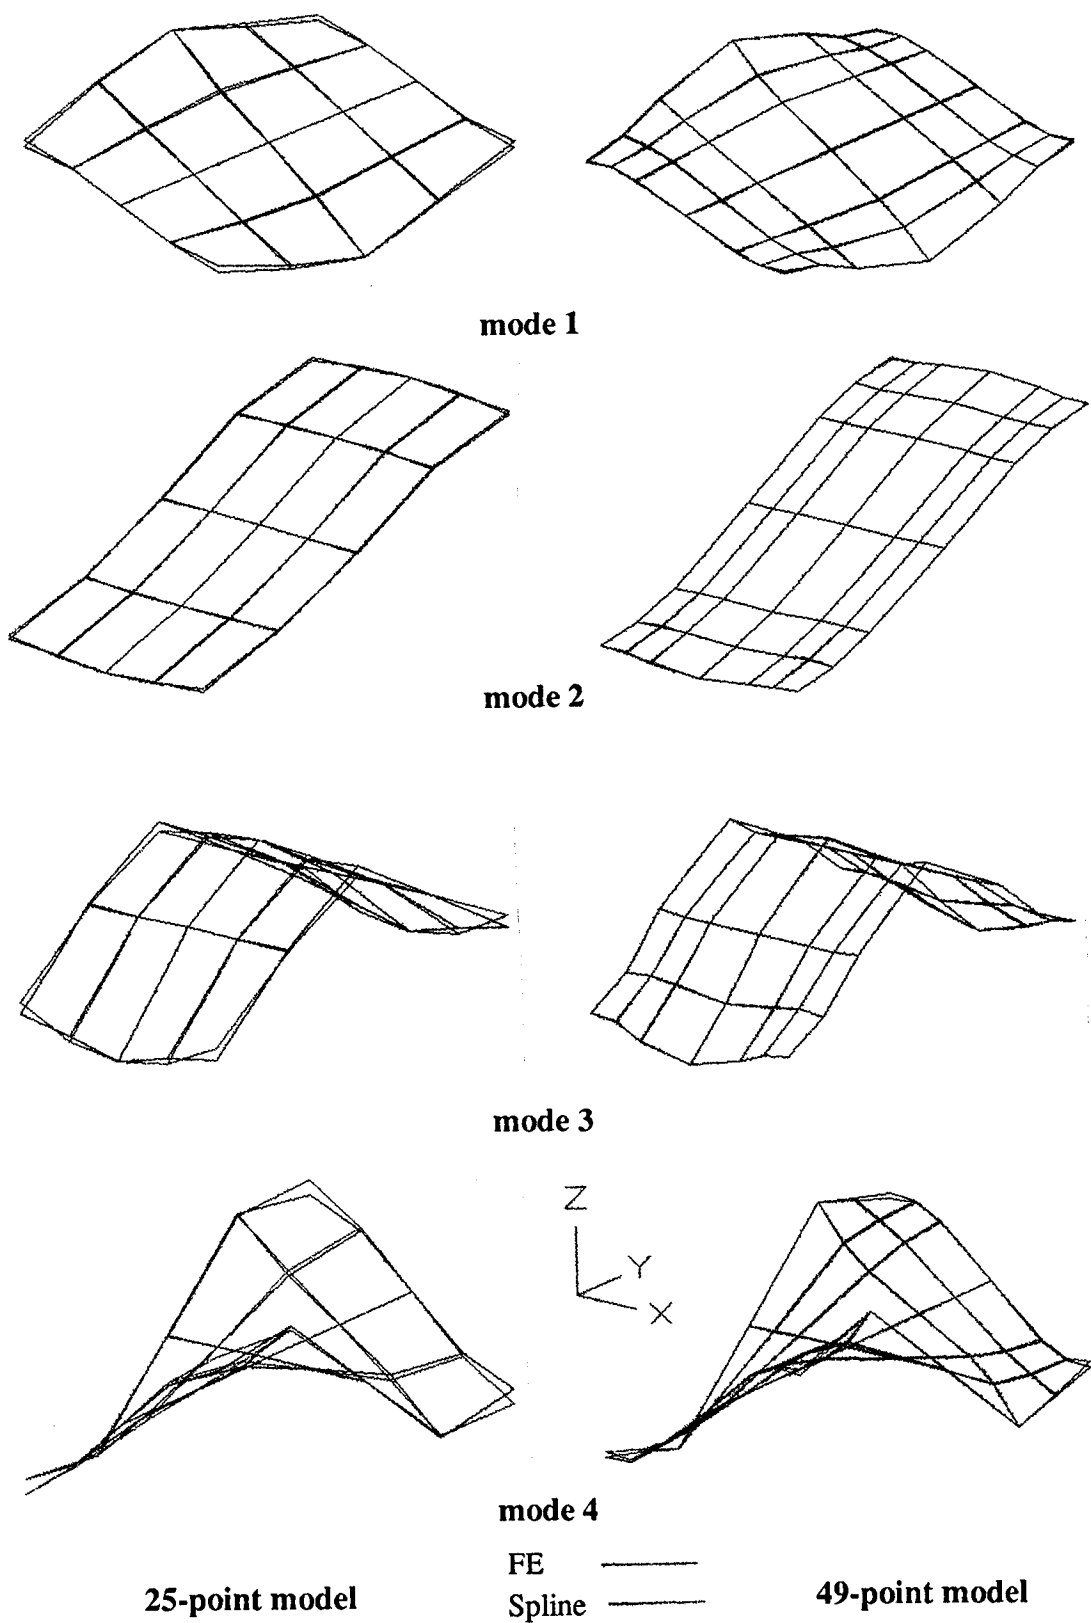 mode 1
mode 2
mode 3
Z
Y
X
mode 4
FE
Spline
25-point model
49-point model